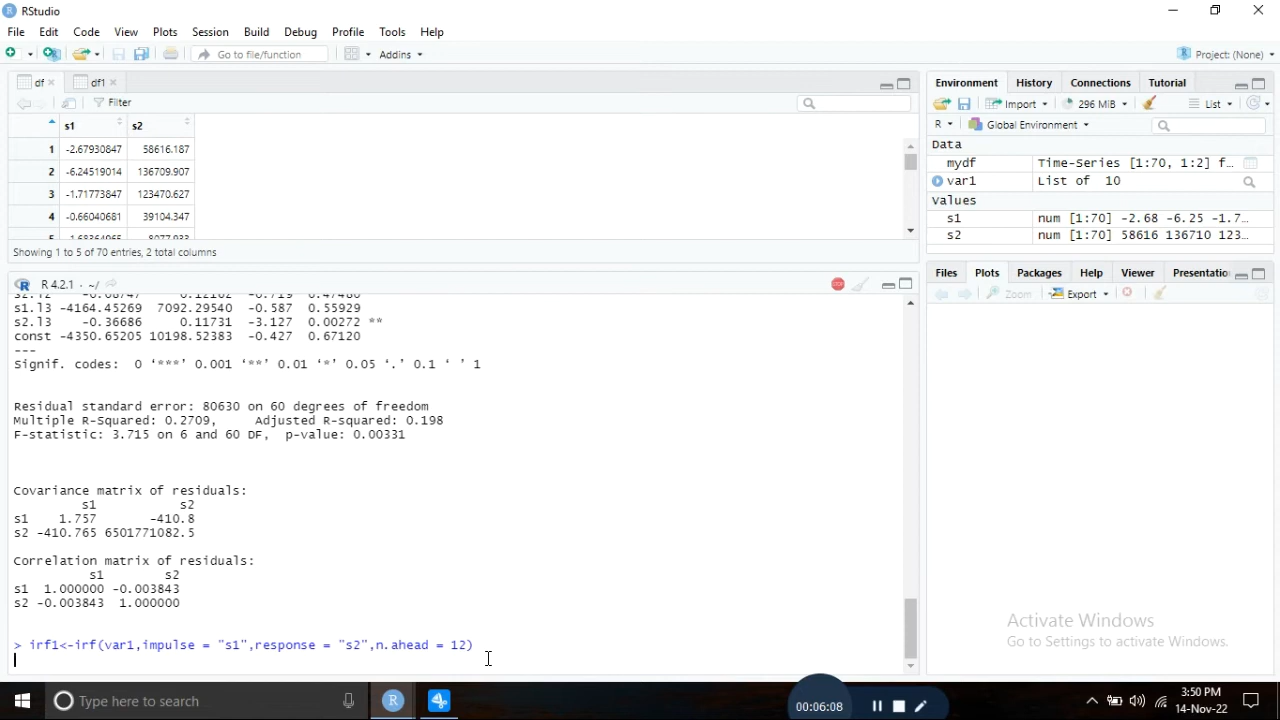 RStudio
File Edit Code View Plots Session Build Debug Profile Tools Help
Go to file/function Addins Project: (None)
df df1
Filter
s1 s2
1 -2.67930847 58616.187
2 -6.24519014 136709.907
3 -1.71773847 123470.627
4 -0.66040681 39104.347
Showing 1 to 5 of 70 entries, 2 total columns
R 4.2.1 · ~/
s1.l3 -4164.45269 7092.29540 -0.587 0.55929
s2.l3 -0.36686 0.11731 -3.127 0.00272 **
const -4350.65205 10198.52383 -0.427 0.67120
---
Signif. codes: 0 ‘***’ 0.001 ‘**’ 0.01 ‘*’ 0.05 ‘.’ 0.1 ‘ ’ 1
Residual standard error: 80630 on 60 degrees of freedom
Multiple R-Squared: 0.2709, Adjusted R-squared: 0.198
F-statistic: 3.715 on 6 and 60 DF, p-value: 0.00331
Covariance matrix of residuals:
s1 s2
s1 1.757 -410.8
s2 -410.765 6501771082.5
Correlation matrix of residuals:
s1 s2
s1 1.000000 -0.003843
s2 -0.003843 1.000000
> irf1<-irf(var1,impulse = "s1",response = "s2",n.ahead = 12)
Environment History Connections Tutorial
Import 296 MiB List
R Global Environment
Data
mydf Time-Series [1:70, 1:2] f…
var1 List of 10
Values
s1 num [1:70] -2.68 -6.25 -1.7…
s2 num [1:70] 58616 136710 123…
Files Plots Packages Help Viewer Presentatio
Zoom Export
Activate Windows
Go to Settings to activate Windows.
Type here to search
00:06:08
3:50 PM
14-Nov-22